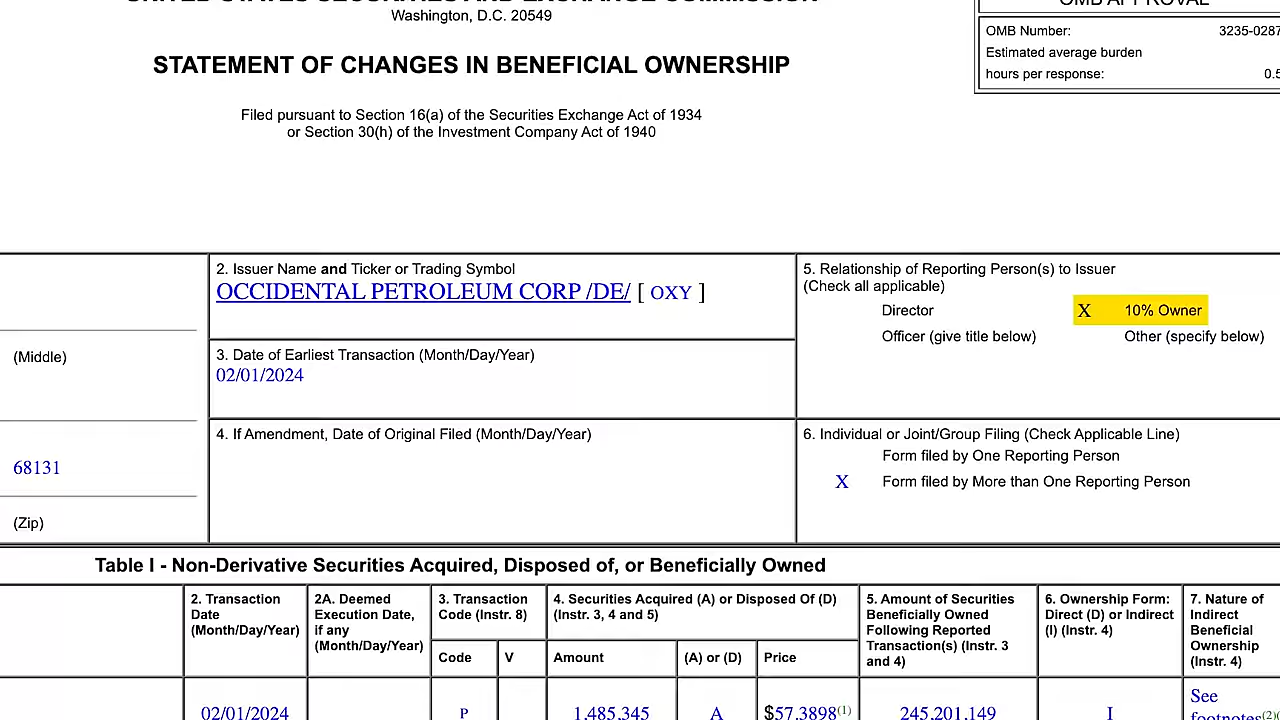 UNITED STATES SECURITIES AND EXCHANGE COMMISSION
Washington, D.C. 20549
OMB APPROVAL
OMB Number: 3235-0287
Estimated average burden
hours per response: 0.5
STATEMENT OF CHANGES IN BENEFICIAL OWNERSHIP
Filed pursuant to Section 16(a) of the Securities Exchange Act of 1934
or Section 30(h) of the Investment Company Act of 1940
(Middle)
68131
(Zip)
2. Issuer Name and Ticker or Trading Symbol
OCCIDENTAL PETROLEUM CORP /DE/ [ OXY ]
3. Date of Earliest Transaction (Month/Day/Year)
02/01/2024
4. If Amendment, Date of Original Filed (Month/Day/Year)
5. Relationship of Reporting Person(s) to Issuer
(Check all applicable)
Director X 10% Owner
Officer (give title below) Other (specify below)
6. Individual or Joint/Group Filing (Check Applicable Line)
Form filed by One Reporting Person
X Form filed by More than One Reporting Person
Table I - Non-Derivative Securities Acquired, Disposed of, or Beneficially Owned
2. Transaction
Date
(Month/Day/Year)
2A. Deemed
Execution Date,
if any
(Month/Day/Year)
3. Transaction
Code (Instr. 8)
4. Securities Acquired (A) or Disposed Of (D)
(Instr. 3, 4 and 5)
5. Amount of Securities
Beneficially Owned
Following Reported
Transaction(s) (Instr. 3
and 4)
6. Ownership Form:
Direct (D) or Indirect
(I) (Instr. 4)
7. Nature of
Indirect
Beneficial
Ownership
(Instr. 4)
Code V Amount (A) or (D) Price
02/01/2024 P 1,485,345 A $57.3898(1) 245,201,149 I
See
footnotes(2)